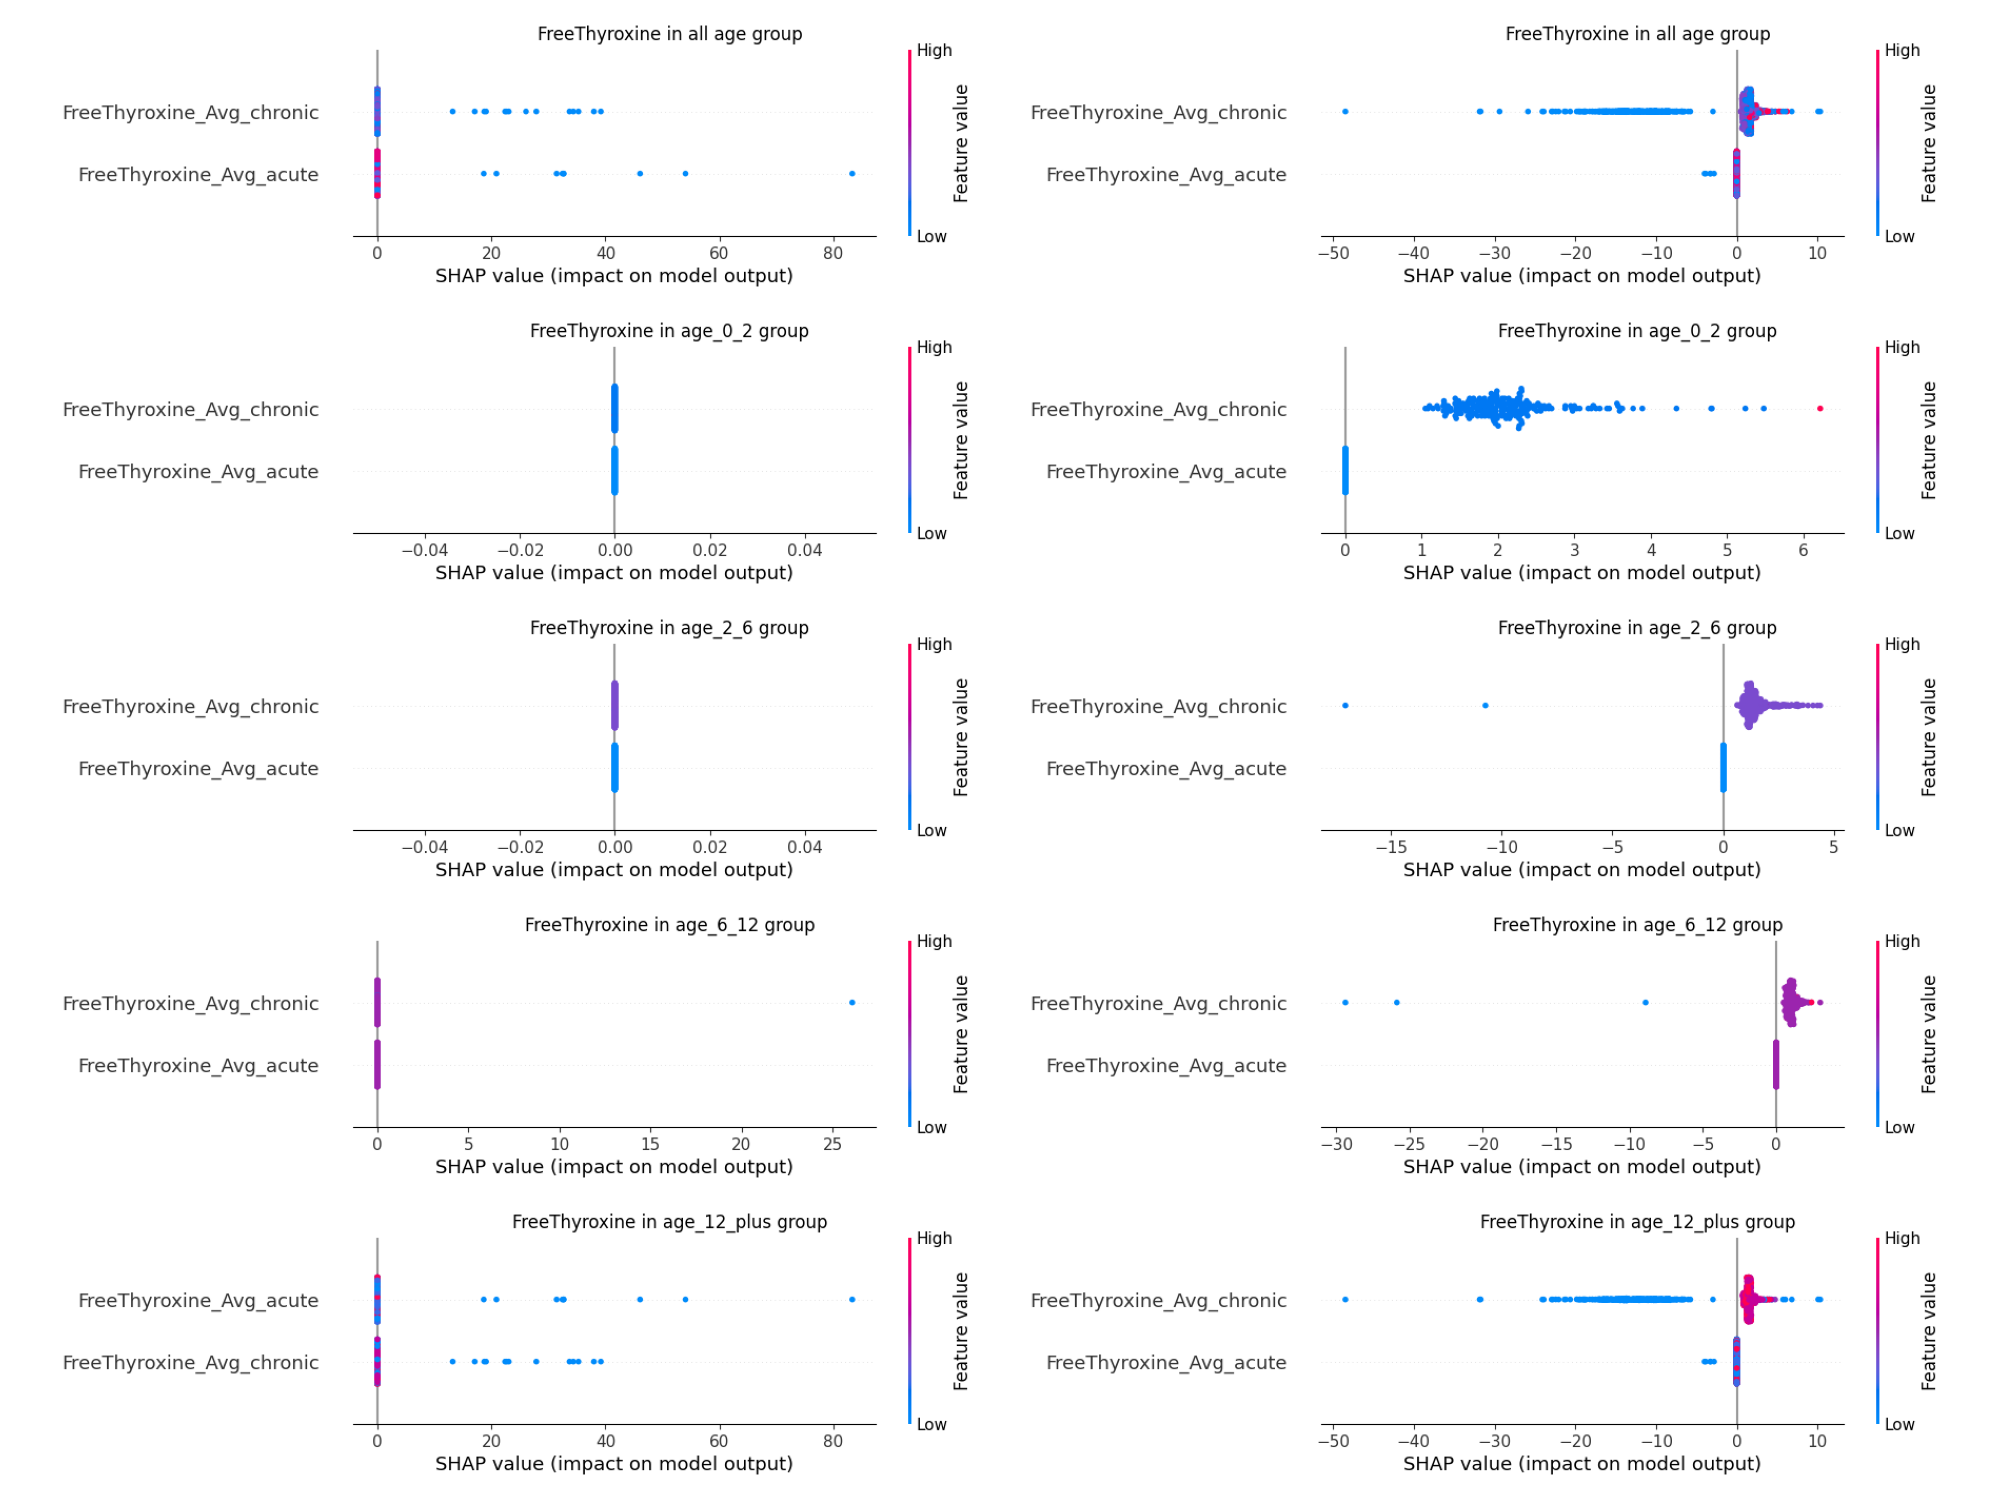 FreeThyroxine in all age group
High
FreeThyroxine_Avg_chronic
FreeThyroxine_Avg_acute
Feature value
Low
0 20 40 60 80
SHAP value (impact on model output)
FreeThyroxine in all age group
High
FreeThyroxine_Avg_chronic
FreeThyroxine_Avg_acute
Feature value
Low
−50 −40 −30 −20 −10 0 10
SHAP value (impact on model output)
FreeThyroxine in age_0_2 group
High
FreeThyroxine_Avg_chronic
FreeThyroxine_Avg_acute
Feature value
Low
−0.04 −0.02 0.00 0.02 0.04
SHAP value (impact on model output)
FreeThyroxine in age_0_2 group
High
FreeThyroxine_Avg_chronic
FreeThyroxine_Avg_acute
Feature value
Low
0 1 2 3 4 5 6
SHAP value (impact on model output)
FreeThyroxine in age_2_6 group
High
FreeThyroxine_Avg_chronic
FreeThyroxine_Avg_acute
Feature value
Low
−0.04 −0.02 0.00 0.02 0.04
SHAP value (impact on model output)
FreeThyroxine in age_2_6 group
High
FreeThyroxine_Avg_chronic
FreeThyroxine_Avg_acute
Feature value
Low
−15 −10 −5 0 5
SHAP value (impact on model output)
FreeThyroxine in age_6_12 group
High
FreeThyroxine_Avg_chronic
FreeThyroxine_Avg_acute
Feature value
Low
0 5 10 15 20 25
SHAP value (impact on model output)
FreeThyroxine in age_6_12 group
High
FreeThyroxine_Avg_chronic
FreeThyroxine_Avg_acute
Feature value
Low
−30 −25 −20 −15 −10 −5 0
SHAP value (impact on model output)
FreeThyroxine in age_12_plus group
High
FreeThyroxine_Avg_acute
FreeThyroxine_Avg_chronic
Feature value
Low
0 20 40 60 80
SHAP value (impact on model output)
FreeThyroxine in age_12_plus group
High
FreeThyroxine_Avg_chronic
FreeThyroxine_Avg_acute
Feature value
Low
−50 −40 −30 −20 −10 0 10
SHAP value (impact on model output)